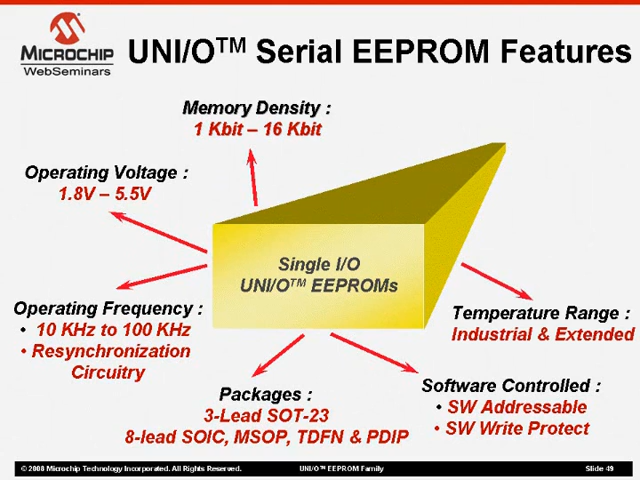 MICROCHIP
WebSeminars
UNI/O™ Serial EEPROM Features
Memory Density :
1 Kbit – 16 Kbit
Operating Voltage :
1.8V – 5.5V
Single I/O
UNI/O™ EEPROMs
Operating Frequency :
• 10 KHz to 100 KHz
• Resynchronization
Circuitry
Temperature Range :
Industrial & Extended
Packages :
3-Lead SOT-23
8-lead SOIC, MSOP, TDFN & PDIP
Software Controlled :
• SW Addressable
• SW Write Protect
© 2008 Microchip Technology Incorporated. All Rights Reserved.
UNI/O™ EEPROM Family
Slide 49